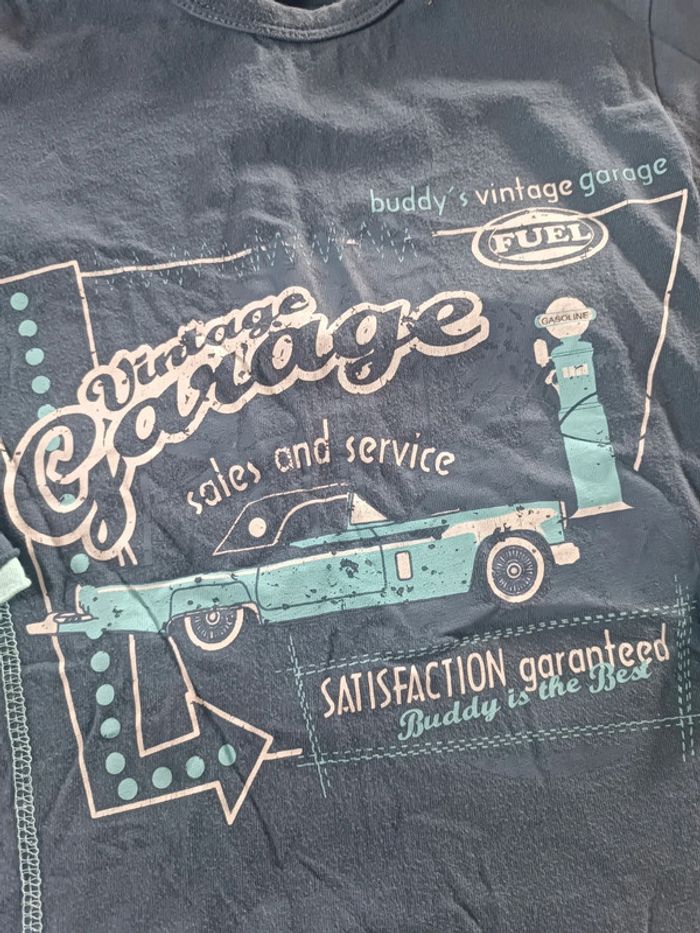 buddy's vintage garage
FUEL
GASOLINE
Vintage
Garage
sales and service
SATISFACTION garanteed
Buddy is the Best